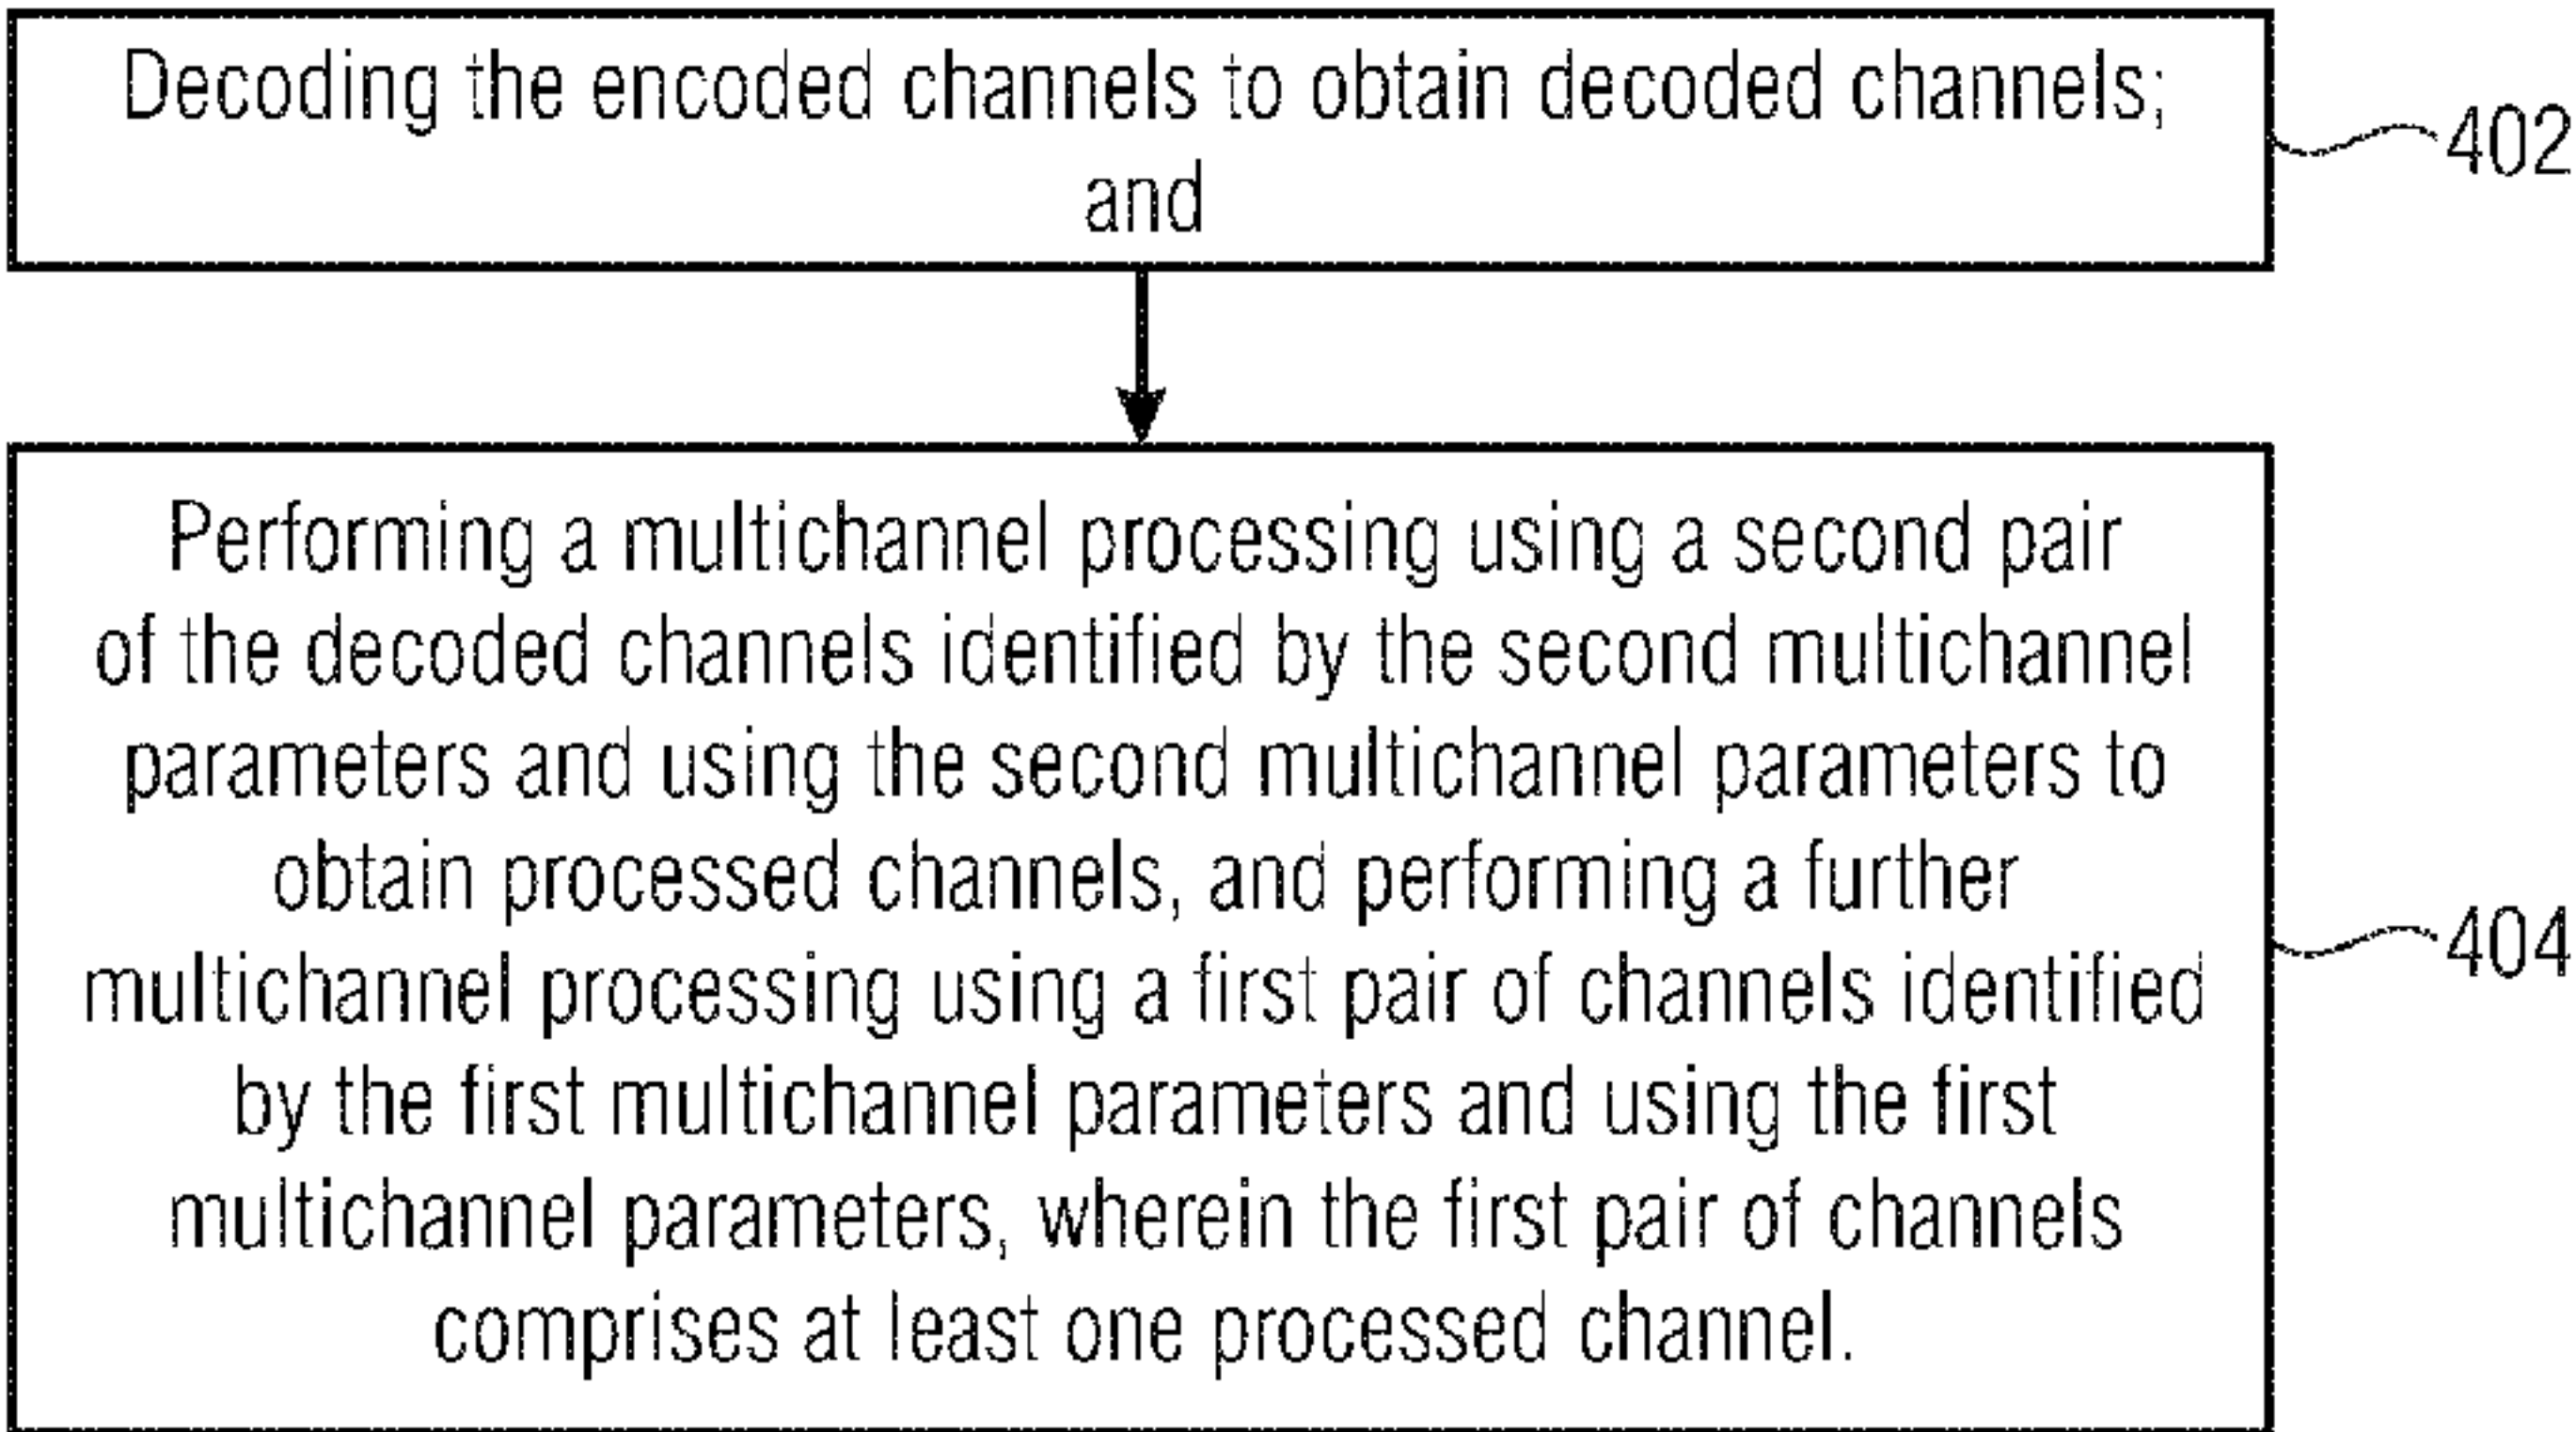 Decoding the encoded channels to obtain decoded channels;
and
402
Performing a multichannel processing using a second pair
of the decoded channels identified by the second multichannel
parameters and using the second multichannel parameters to
obtain processed channels, and performing a further
multichannel processing using a first pair of channels identified
by the first multichannel parameters and using the first
multichannel parameters, wherein the first pair of channels
comprises at least one processed channel.
404